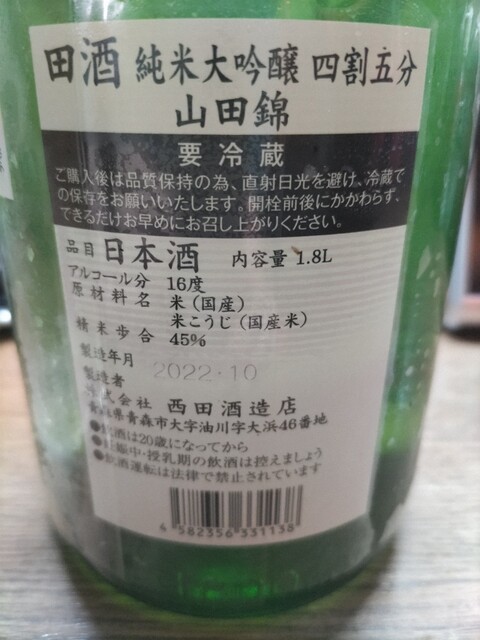 田酒 純米大吟醸 四割五分
山田錦
要冷蔵
ご購入後は品質保持の為、直射日光を避け、冷蔵で
の保存をお願いいたします。開栓前後にかかわらず、
できるだけお早めにお召し上がりください。
品目 日本酒 内容量 1.8L
アルコール分 16度
原材料名 米（国産）
米こうじ（国産米）
精米歩合 45%
製造年月 2022.10
製造者
株式会社 西田酒造店
青森県青森市大字油川字大浜46番地
●飲酒は20歳になってから
●妊娠中・授乳期の飲酒は控えましょう
●飲酒運転は法律で禁止されています
4582356331138